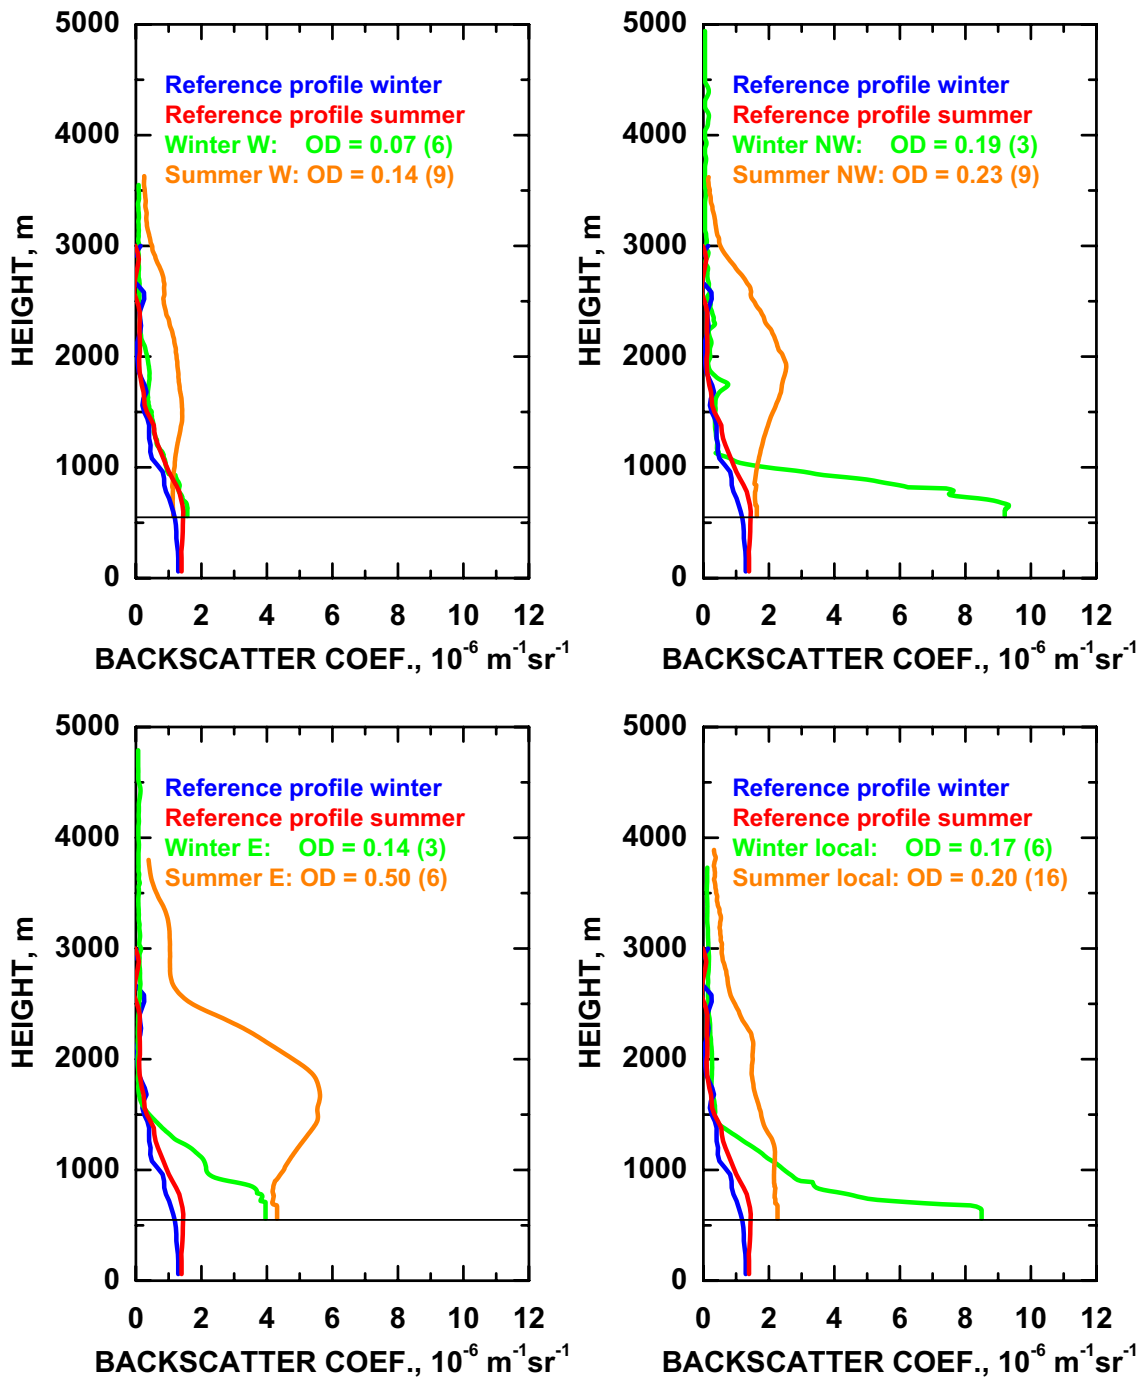 5000
4000
3000
2000
1000
0
HEIGHT, m
Reference profile winter
Reference profile summer
Winter W: OD = 0.07 (6)
Summer W: OD = 0.14 (9)
0 2 4 6 8 10 12
BACKSCATTER COEF., 10⁻⁶ m⁻¹sr⁻¹
5000
4000
3000
2000
1000
0
HEIGHT, m
Reference profile winter
Reference profile summer
Winter NW: OD = 0.19 (3)
Summer NW: OD = 0.23 (9)
0 2 4 6 8 10 12
BACKSCATTER COEF., 10⁻⁶ m⁻¹sr⁻¹
5000
4000
3000
2000
1000
0
HEIGHT, m
Reference profile winter
Reference profile summer
Winter E: OD = 0.14 (3)
Summer E: OD = 0.50 (6)
0 2 4 6 8 10 12
BACKSCATTER COEF., 10⁻⁶ m⁻¹sr⁻¹
5000
4000
3000
2000
1000
0
HEIGHT, m
Reference profile winter
Reference profile summer
Winter local: OD = 0.17 (6)
Summer local: OD = 0.20 (16)
0 2 4 6 8 10 12
BACKSCATTER COEF., 10⁻⁶ m⁻¹sr⁻¹